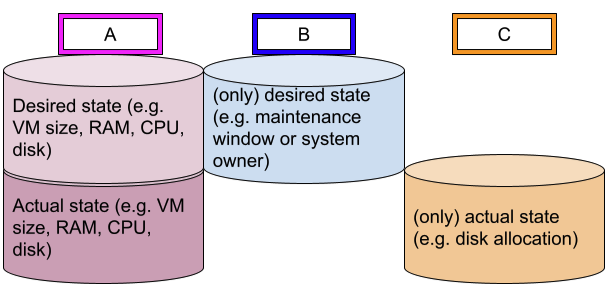 A
B
C
Desired state (e.g.
VM size, RAM, CPU,
disk)
(only) desired state
(e.g. maintenance
window or system
owner)
Actual state (e.g. VM
size, RAM, CPU,
disk)
(only) actual state
(e.g. disk allocation)